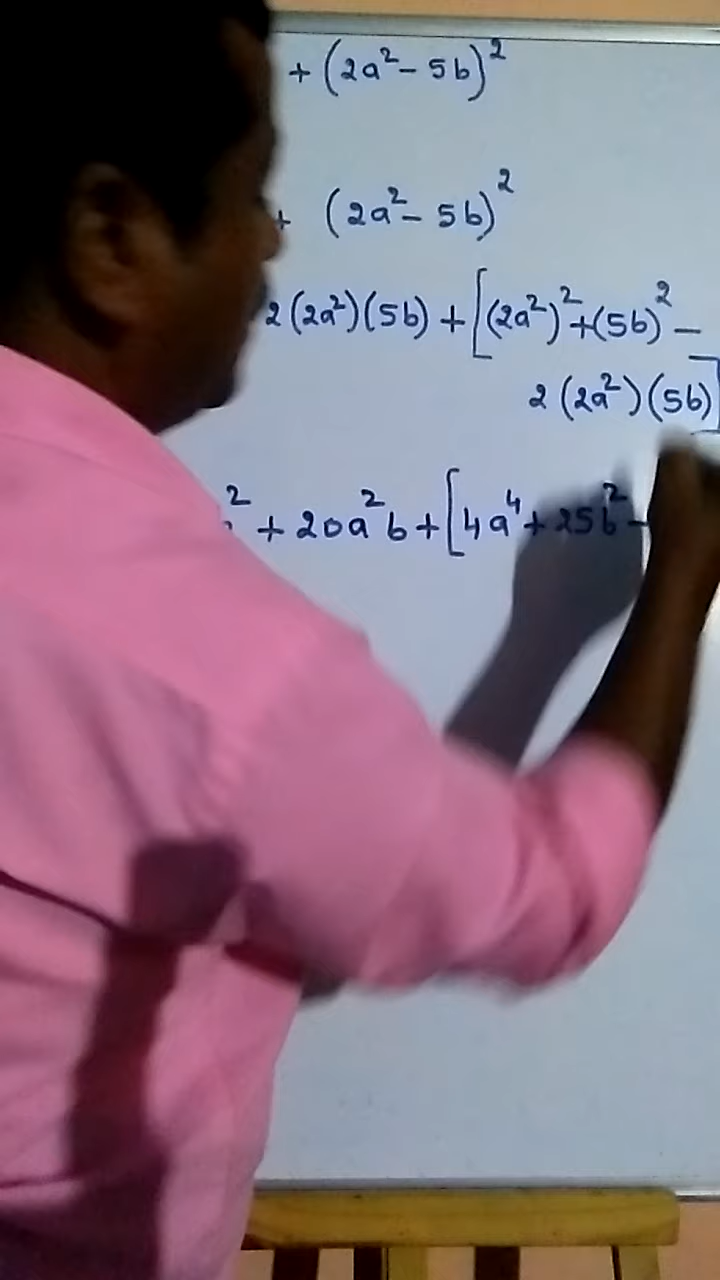 + (2a² - 5b)²
+ (2a² - 5b)²
2(2a²)(5b) + [(2a²)² + (5b)² -
2(2a²)(5b)]
² + 20a²b + [4a⁴ + 25b² -